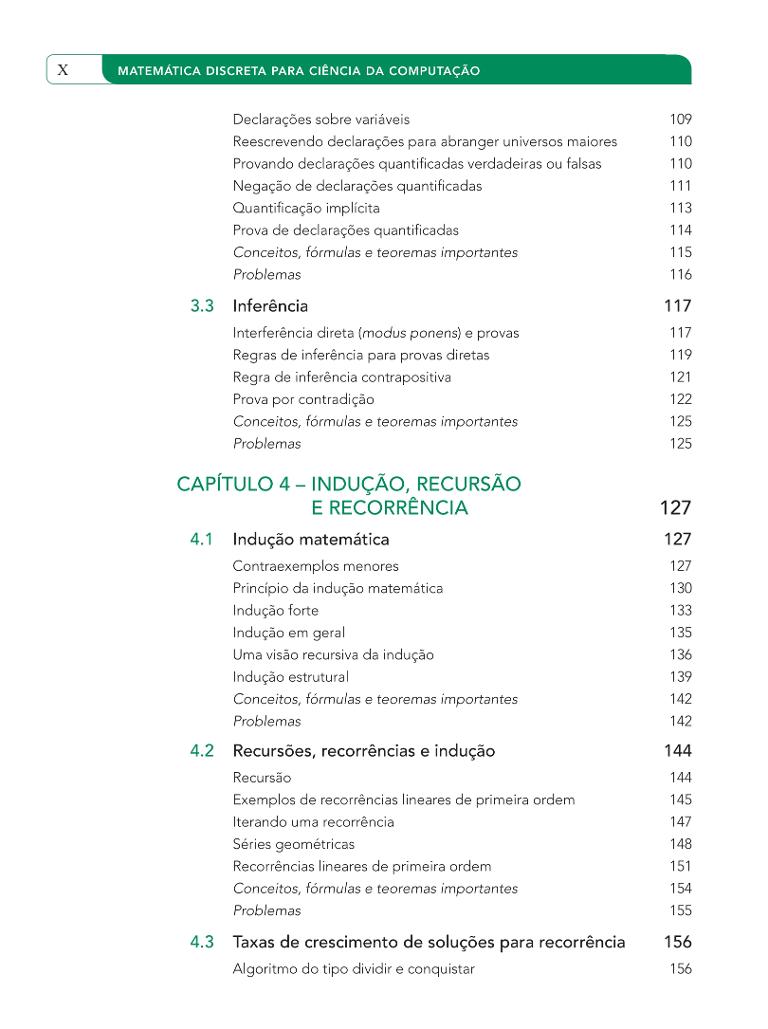 X MATEMÁTICA DISCRETA PARA CIÊNCIA DA COMPUTAÇÃO
Declarações sobre variáveis 109
Reescrevendo declarações para abranger universos maiores 110
Provando declarações quantificadas verdadeiras ou falsas 110
Negação de declarações quantificadas 111
Quantificação implícita 113
Prova de declarações quantificadas 114
Conceitos, fórmulas e teoremas importantes 115
Problemas 116
3.3 Inferência 117
Interferência direta (modus ponens) e provas 117
Regras de inferência para provas diretas 119
Regra de inferência contrapositiva 121
Prova por contradição 122
Conceitos, fórmulas e teoremas importantes 125
Problemas 125
CAPÍTULO 4 – INDUÇÃO, RECURSÃO
E RECORRÊNCIA 127
4.1 Indução matemática 127
Contraexemplos menores 127
Princípio da indução matemática 130
Indução forte 133
Indução em geral 135
Uma visão recursiva da indução 136
Indução estrutural 139
Conceitos, fórmulas e teoremas importantes 142
Problemas 142
4.2 Recursões, recorrências e indução 144
Recursão 144
Exemplos de recorrências lineares de primeira ordem 145
Iterando uma recorrência 147
Séries geométricas 148
Recorrências lineares de primeira ordem 151
Conceitos, fórmulas e teoremas importantes 154
Problemas 155
4.3 Taxas de crescimento de soluções para recorrência 156
Algoritmo do tipo dividir e conquistar 156